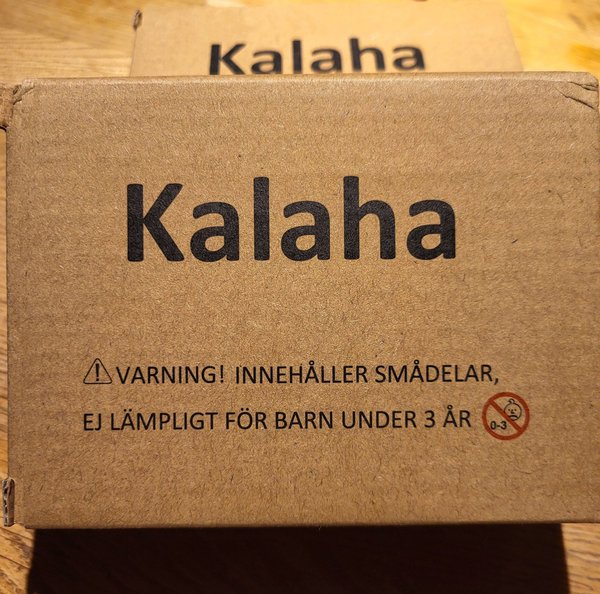 Kalaha
Kalaha
VARNING! INNEHÅLLER SMÅDELAR,
EJ LÄMPLIGT FÖR BARN UNDER 3 ÅR
0-3